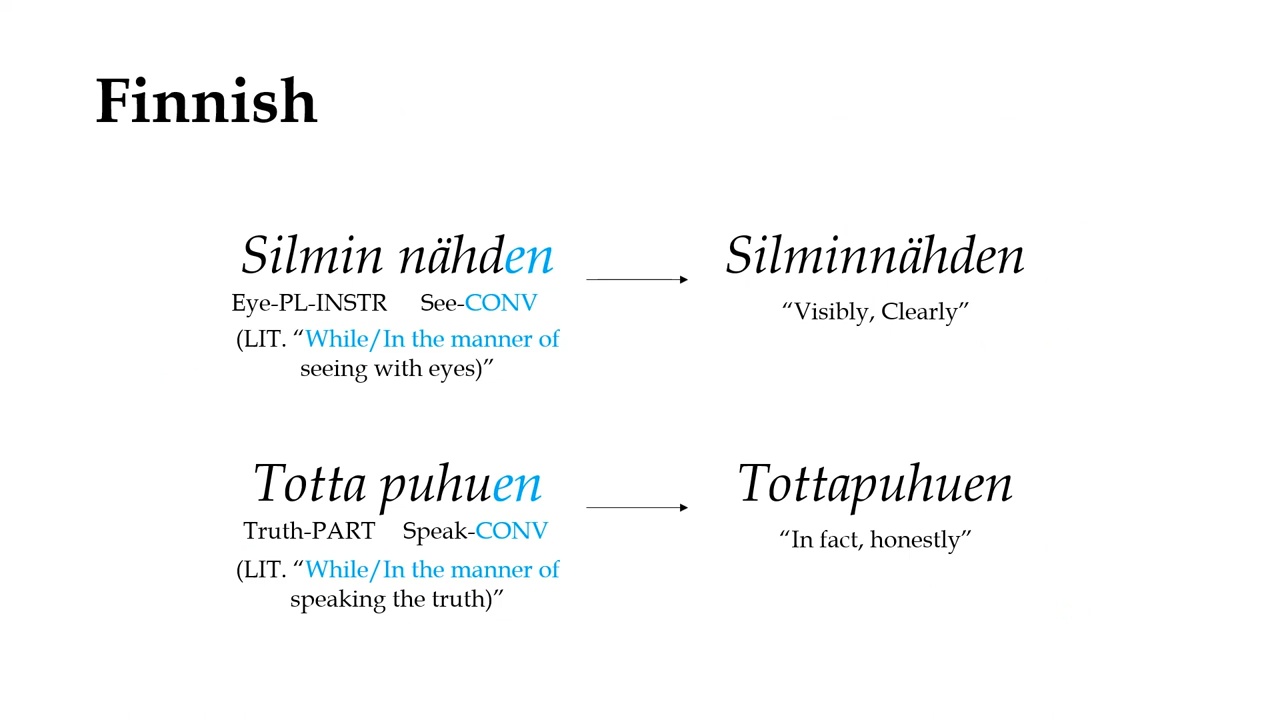 Finnish
Silmin nähden
Silminnähden
Eye-PL-INSTR See-CONV
"Visibly, Clearly"
(LIT. "While/In the manner of
seeing with eyes)"
Totta puhuen
Tottapuhuen
Truth-PART Speak-CONV
"In fact, honestly"
(LIT. "While/In the manner of
speaking the truth)"